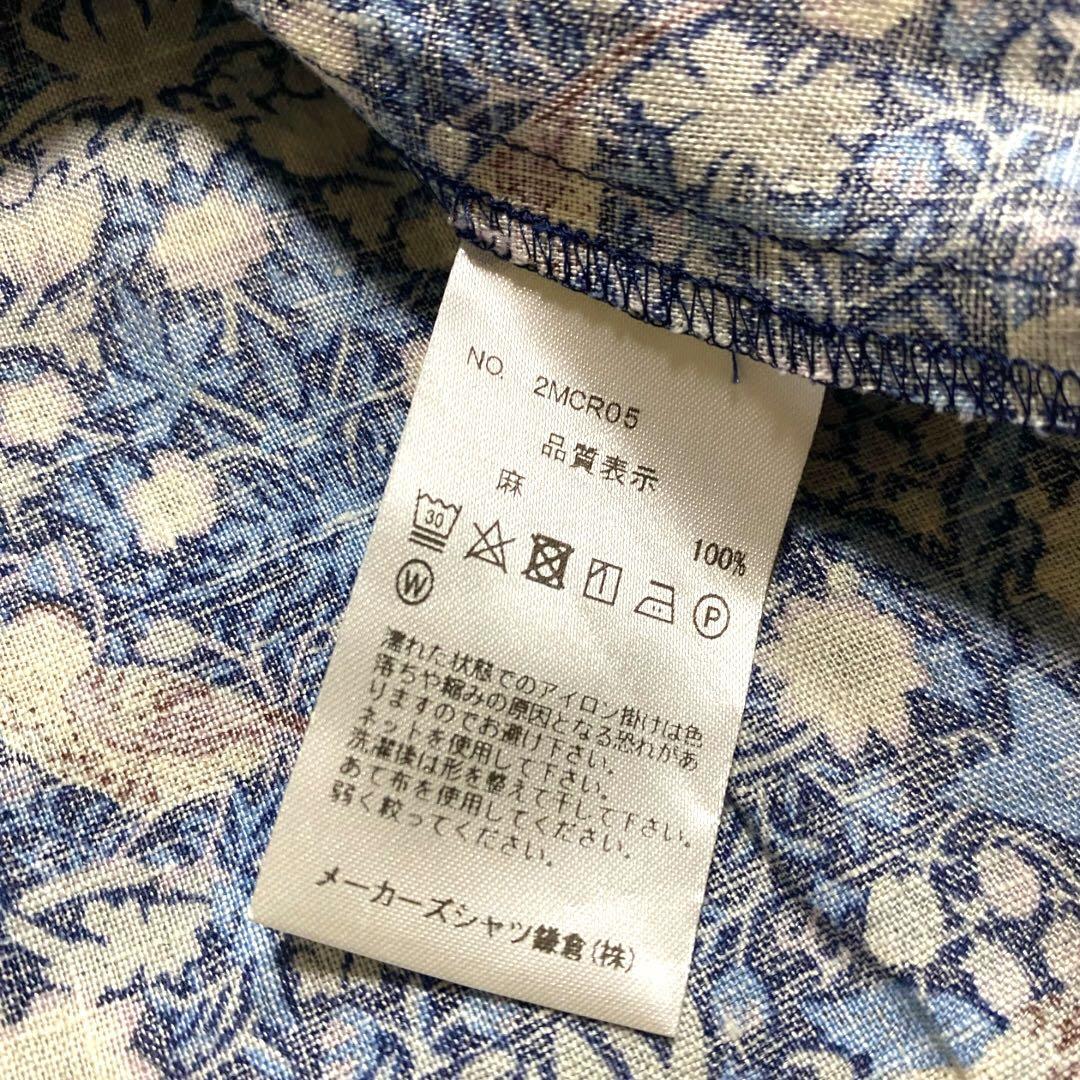 NO. 2MCR05
品質表示
麻 100%
30
P
W
濡れた状態でのアイロン掛けは色
落ちや縮みの原因となる恐れがあ
りますのでお避け下さい。
ネットを使用して下さい。
洗濯後は形を整えて干して下さい。
あて布を使用してください。
弱く絞ってください。
メーカーズシャツ鎌倉(株)